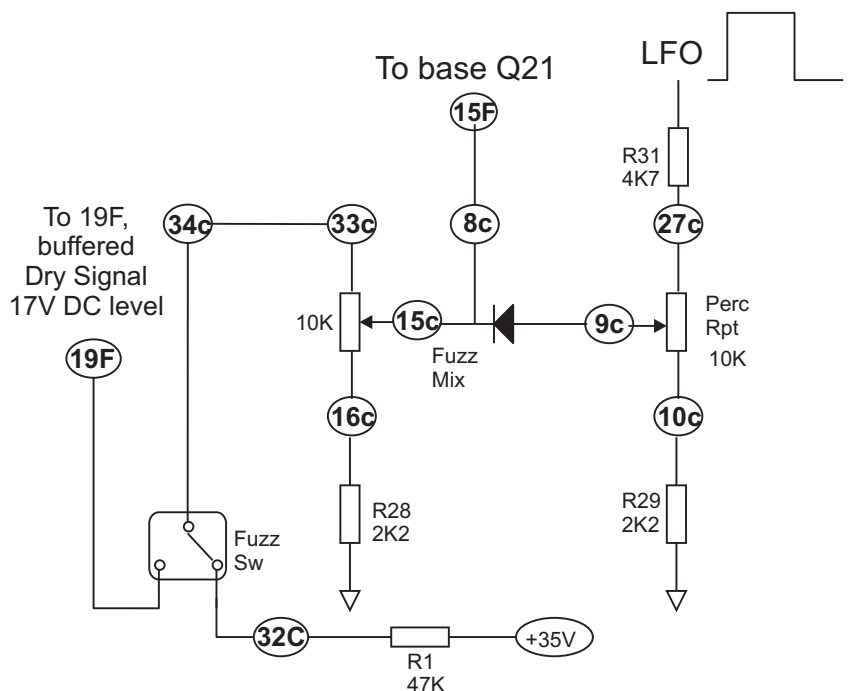 LFO
To base Q21
15F
R31
4K7
To 19F,
buffered
Dry Signal
17V DC level
34c
33c
8c
27c
10K
15c
9c
Perc
Rpt
10K
Fuzz
Mix
19F
16c
10c
R28
2K2
R29
2K2
Fuzz
Sw
32C
R1
47K
+35V